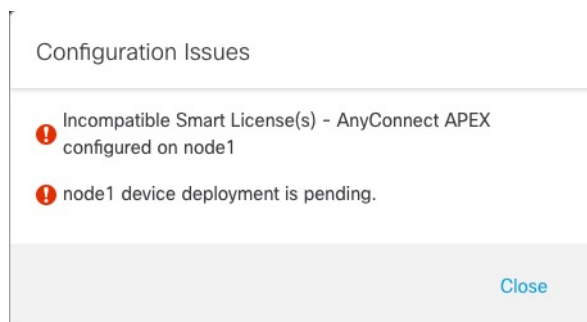 Configuration Issues
Incompatible Smart License(s) - AnyConnect APEX
configured on node1
node1 device deployment is pending.
Close